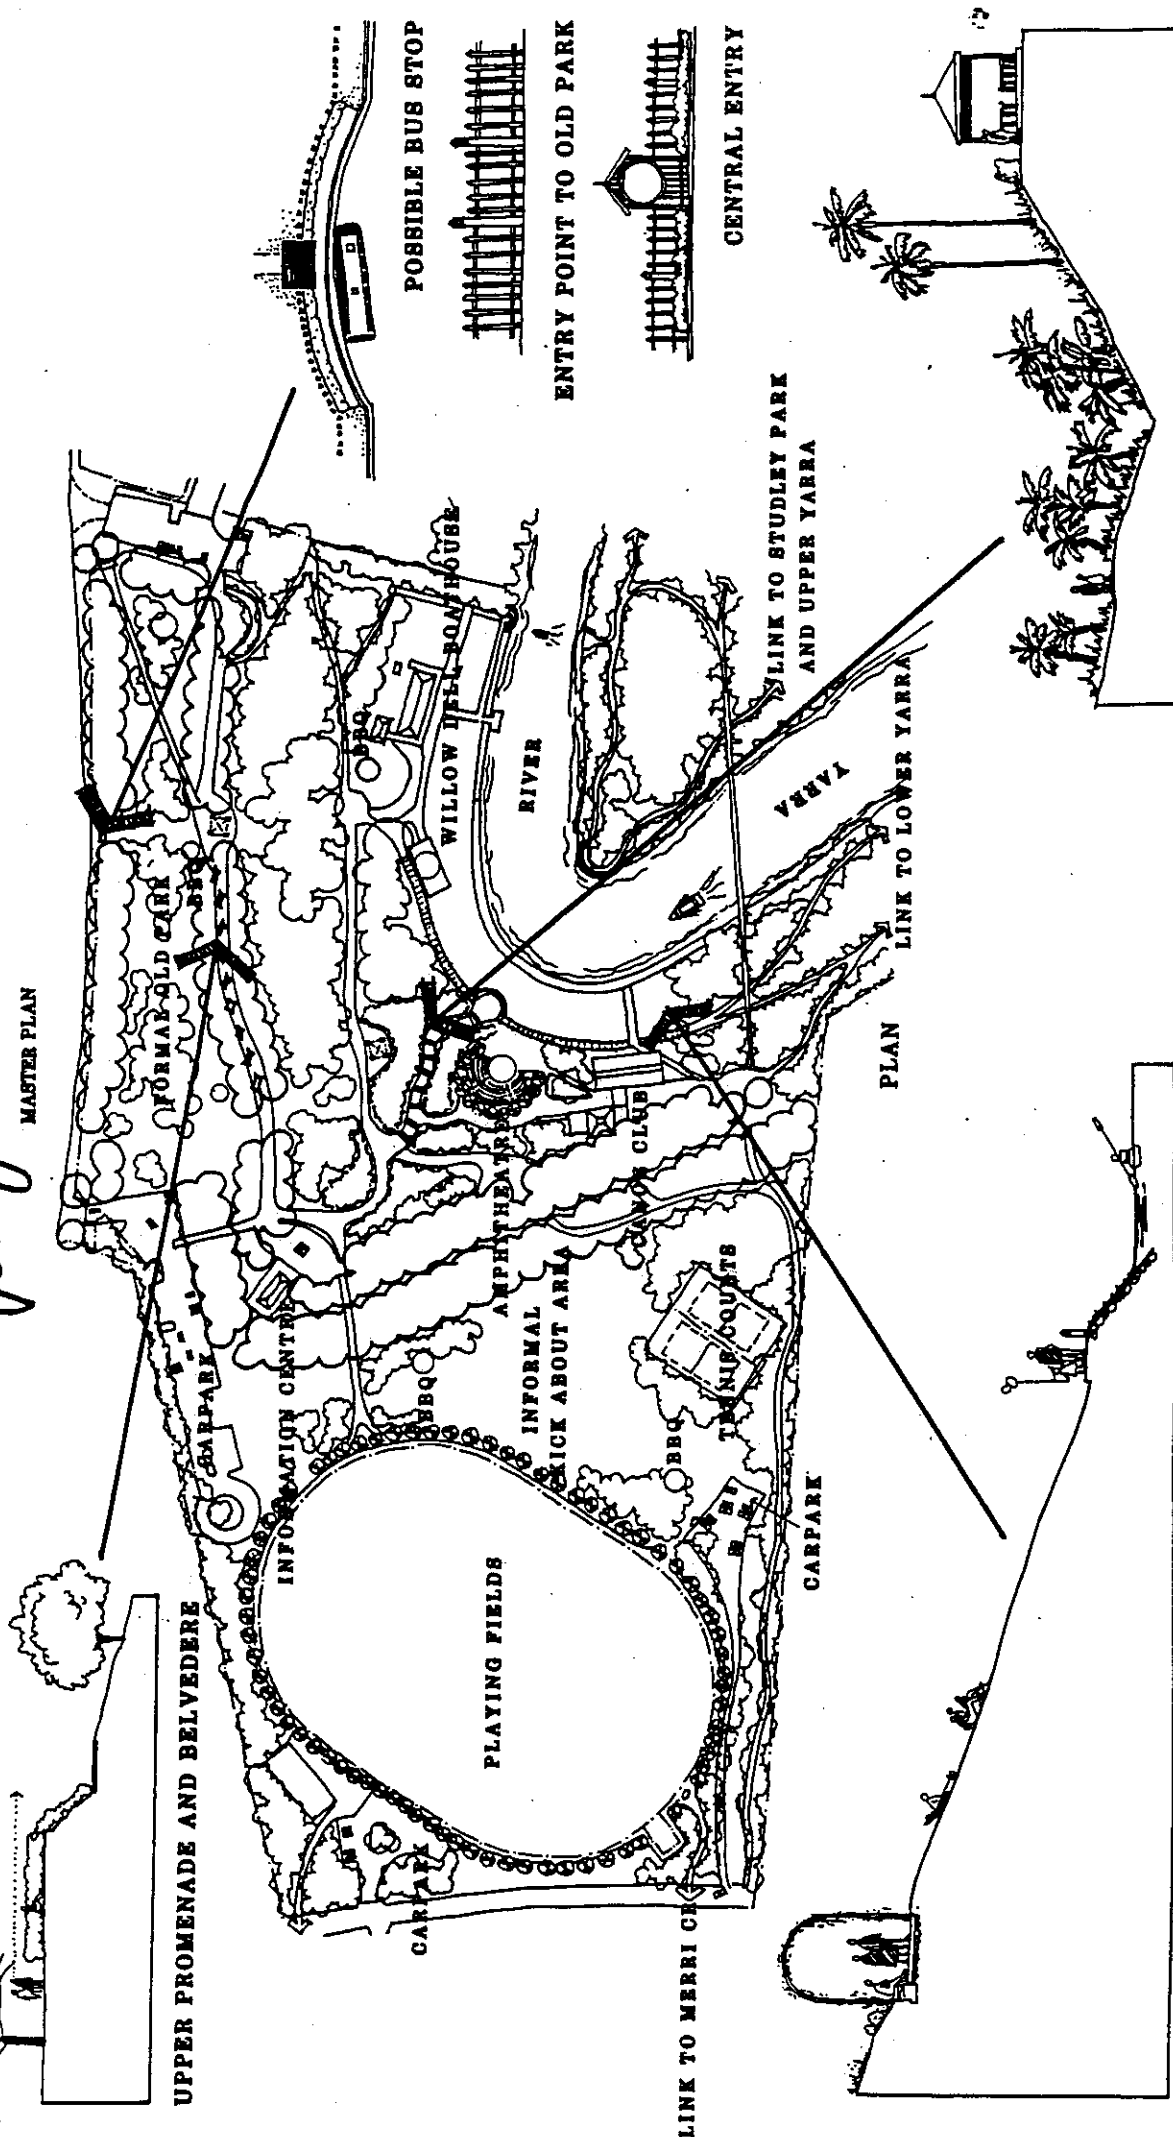 MASTER PLAN
POSSIBLE BUS STOP
ENTRY POINT TO OLD PARK
CENTRAL ENTRY
FORMAL OLD PARK
BBQ
BBQ
WILLOW DELL BOATHOUSE
RIVER
YARRA
LINK TO STUDLEY PARK
AND UPPER YARRA
LINK TO LOWER YARRA
PLAN
CARPARK
INFORMATION CENTRE
AMPHITHEATRE
CANOE CLUB
BBQ
INFORMAL
KICK ABOUT AREA
TENNIS COURTS
BBQ
CARPARK
PLAYING FIELDS
CARPARK
LINK TO MERRI CR
UPPER PROMENADE AND BELVEDERE